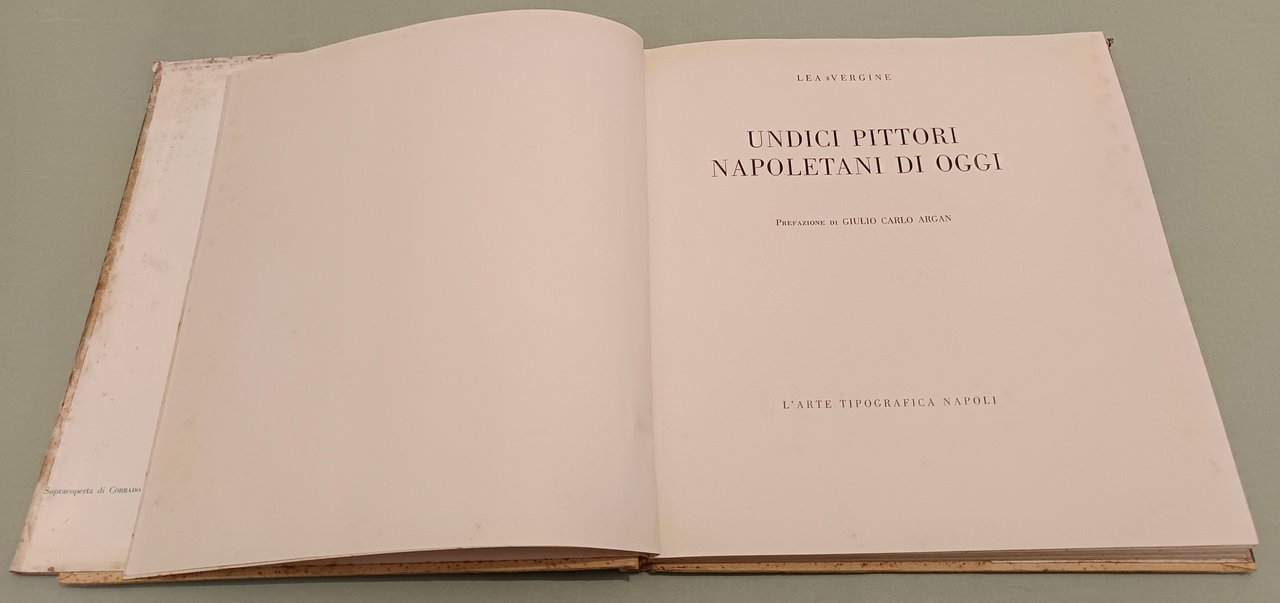 Sopracoperta di CORRADO
LEA VERGINE
UNDICI PITTORI
NAPOLETANI DI OGGI
PREFAZIONE DI GIULIO CARLO ARGAN
L'ARTE TIPOGRAFICA NAPOLI